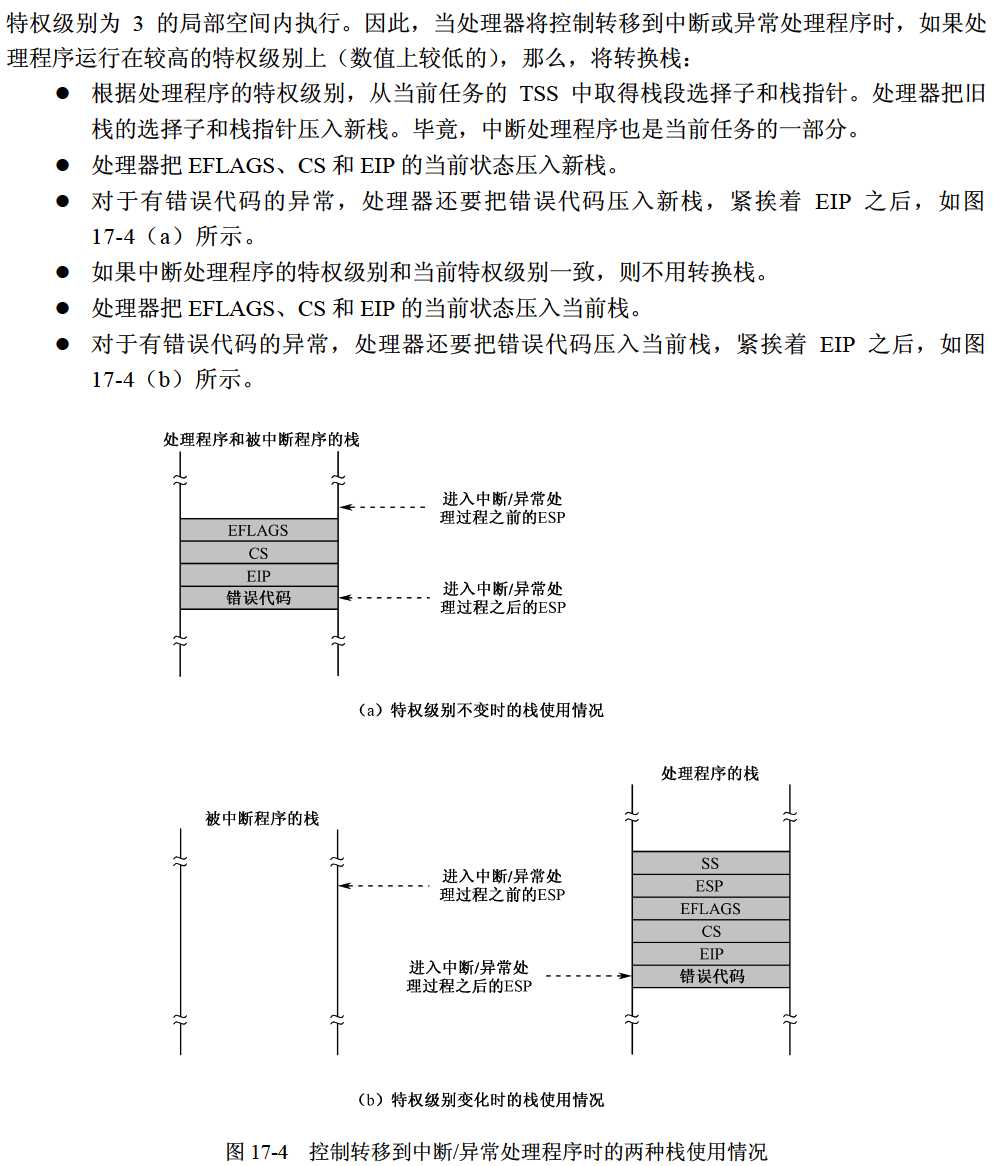 特权级别为 3 的局部空间内执行。因此，当处理器将控制转移到中断或异常处理程序时，如果处
理程序运行在较高的特权级别上（数值上较低的），那么，将转换栈：
● 根据处理程序的特权级别，从当前任务的 TSS 中取得栈段选择子和栈指针。处理器把旧
栈的选择子和栈指针压入新栈。毕竟，中断处理程序也是当前任务的一部分。
● 处理器把 EFLAGS、CS 和 EIP 的当前状态压入新栈。
● 对于有错误代码的异常，处理器还要把错误代码压入新栈，紧挨着 EIP 之后，如图
17-4（a）所示。
● 如果中断处理程序的特权级别和当前特权级别一致，则不用转换栈。
● 处理器把 EFLAGS、CS 和 EIP 的当前状态压入当前栈。
● 对于有错误代码的异常，处理器还要把错误代码压入当前栈，紧挨着 EIP 之后，如图
17-4（b）所示。
处理程序和被中断程序的栈
进入中断/异常处
理过程之前的ESP
EFLAGS
CS
EIP
错误代码
进入中断/异常处
理过程之后的ESP
（a）特权级别不变时的栈使用情况
处理程序的栈
被中断程序的栈
进入中断/异常处
理过程之前的ESP
SS
ESP
EFLAGS
CS
EIP
错误代码
进入中断/异常处
理过程之后的ESP
（b）特权级别变化时的栈使用情况
图 17-4 控制转移到中断/异常处理程序时的两种栈使用情况